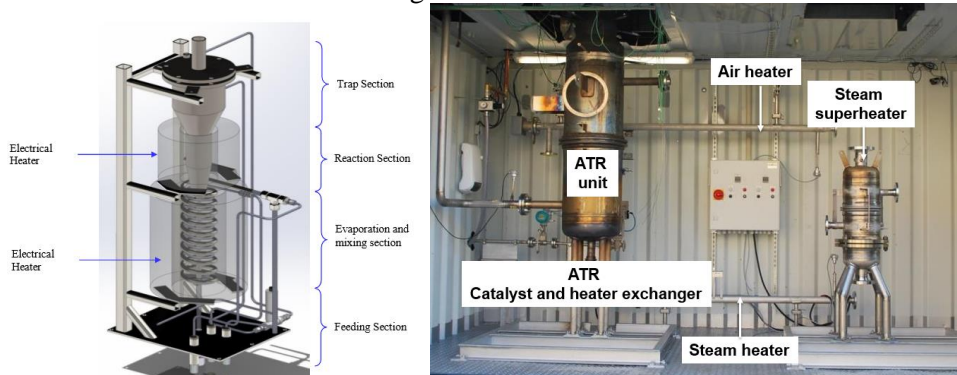 Trap Section
Electrical
Heater
Reaction Section
Evaporation and
mixing section
Electrical
Heater
Feeding Section
Air heater
Steam
superheater
ATR
unit
ATR
Catalyst and heater exchanger
Steam heater